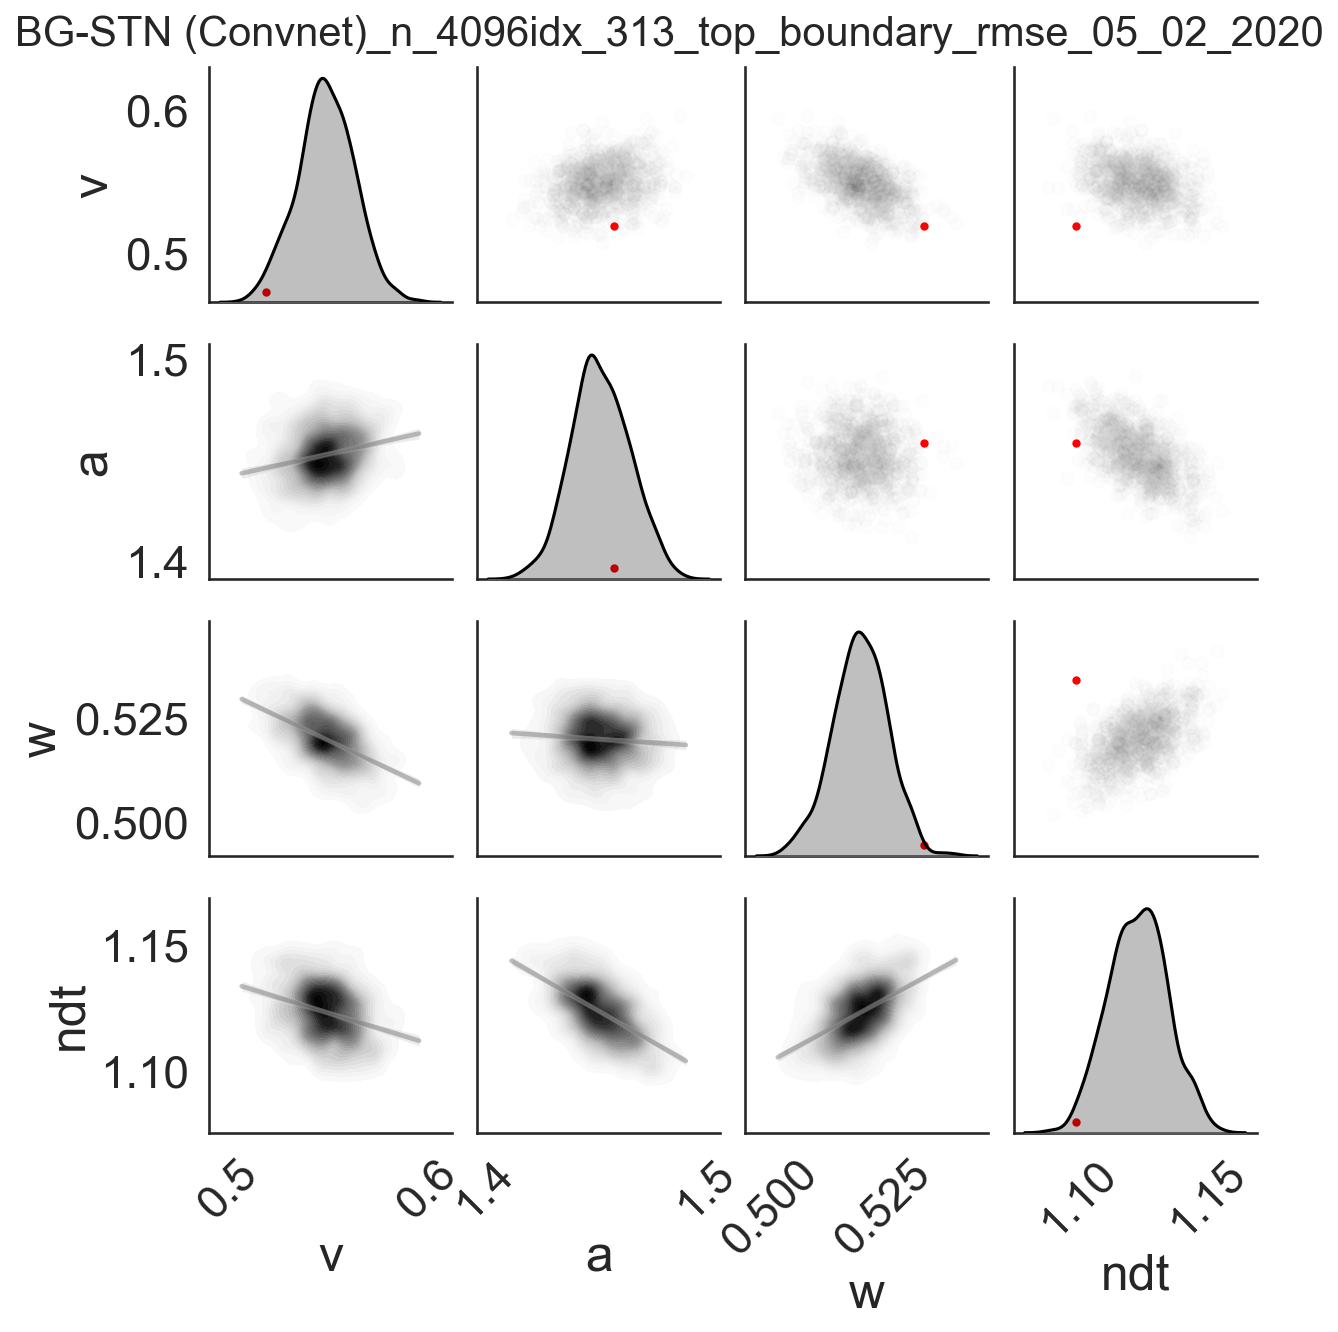 BG-STN (Convnet)_n_4096idx_313_top_boundary_rmse_05_02_2020
0.6
v
0.5
1.5
a
1.4
0.525
w
0.500
1.15
ndt
1.10
0.5 0.6 1.4 1.5 0.500 0.525 1.10 1.15
v a w ndt